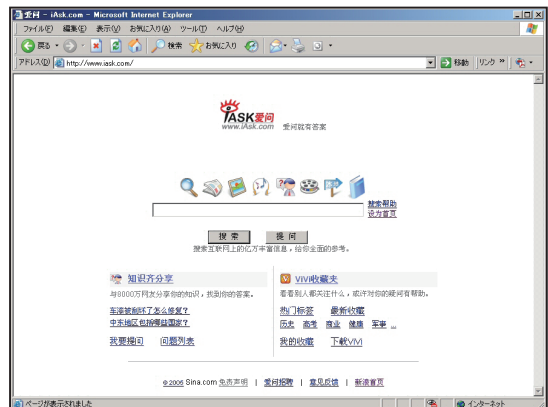 爱问 - iAsk.com - Microsoft Internet Explorer
ファイル(F) 編集(E) 表示(V) お気に入り(A) ツール(T) ヘルプ(H)
戻る 検索 お気に入り
アドレス(D) http://www.iask.com/ 移動 リンク »
iASK爱问
www.iAsk.com 爱问就有答案
搜索帮助
设为首页
搜索 提问
搜索互联网上的亿万丰富信息，给你全面的参考。
知识齐分享 ViVi收藏夹
与8000万网友分享你的知识，找到你的答案。 看看别人都关注什么，或许对你的疑问有帮助。
车漆被刮坏了怎么修复？ 热门标签 最新收藏
中东地区包括哪些国家？ 历史 高考 商业 健康 军事 ...
我要提问 问题列表 我的收藏 下载ViVi
© 2005 Sina.com 免责声明 | 爱问招聘 | 意见反馈 | 新浪首页
ページが表示されました インターネット